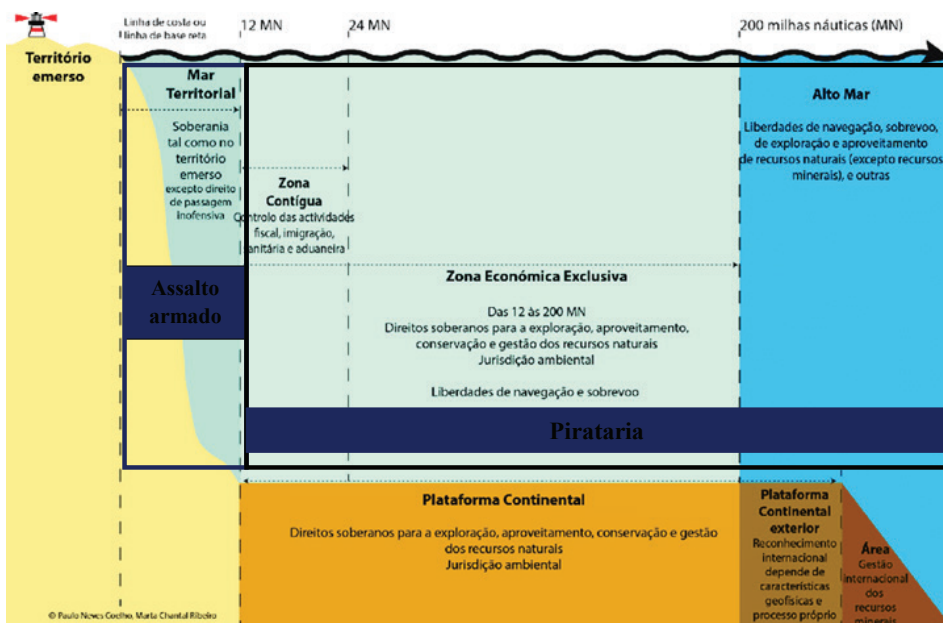 Linha de costa ou
linha de base reta
12 MN
24 MN
200 milhas náuticas (MN)
Território
emerso
Mar
Territorial
Soberania
tal como no
território
emerso
excepto direito
de passagem
inofensiva
Zona
Contígua
Controlo das actividades
fiscal, imigração,
sanitária e aduaneira
Alto Mar
Liberdades de navegação, sobrevoo,
de exploração e aproveitamento
de recursos naturais (excepto recursos
minerais), e outras
Assalto
armado
Zona Económica Exclusiva
Das 12 às 200 MN
Direitos soberanos para a exploração, aproveitamento,
conservação e gestão dos recursos naturais
Jurisdição ambiental
Liberdades de navegação e sobrevoo
Pirataria
Plataforma Continental
Direitos soberanos para a exploração, aproveitamento, conservação e gestão
dos recursos naturais
Jurisdição ambiental
Plataforma
Continental
exterior
Reconhecimento
internacional
depende de
características
geofísicas e
processo próprio
Área
Gestão
internacional
dos
recursos
minerais
© Paulo Neves Coelho, Marta Chantal Ribeiro